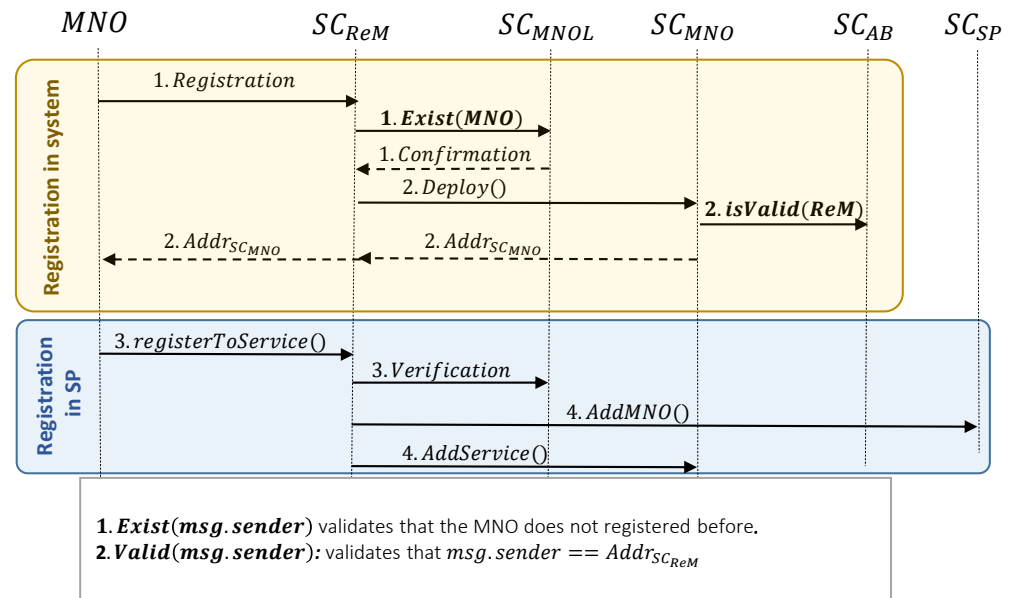 MNO SC_ReM SC_MNOL SC_MNO SC_AB SC_SP
Registration in system
1. Registration
1. Exist(MNO)
1. Confirmation
2. Deploy()
2. isValid(ReM)
2. Addr_SC_MNO 2. Addr_SC_MNO
Registration
in SP
3. registerToService()
3. Verification
4. AddMNO()
4. AddService()
1. Exist(msg.sender) validates that the MNO does not registered before.
2. Valid(msg.sender): validates that msg.sender == Addr_SC_ReM